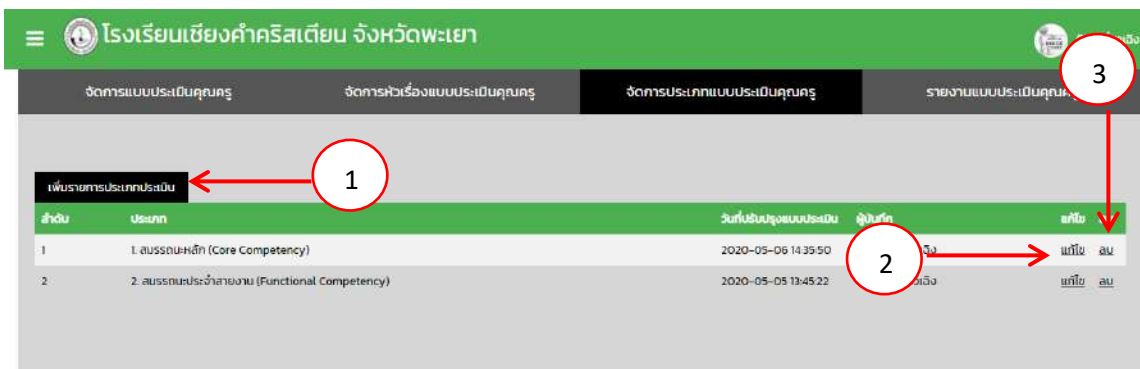 โรงเรียนเชียงคำคริสเตียน จังหวัดพะเยา
3
จัดการแบบประเมินคุณครู จัดการหัวเรื่องแบบประเมินคุณครู จัดการประเภทแบบประเมินคุณครู รายงานแบบประเมินคุณครู
เพิ่มรายการประเภทประเมิน 1
ลำดับ ประเภท วันที่ปรับปรุงแบบประเมิน ผู้บันทึก แก้ไข
1 1. สมรรถนะหลัก (Core Competency) 2020-05-06 14:35:50 แก้ไข ลบ
2
2 2. สมรรถนะประจำสายงาน (Functional Competency) 2020-05-05 13:45:22 แก้ไข ลบ